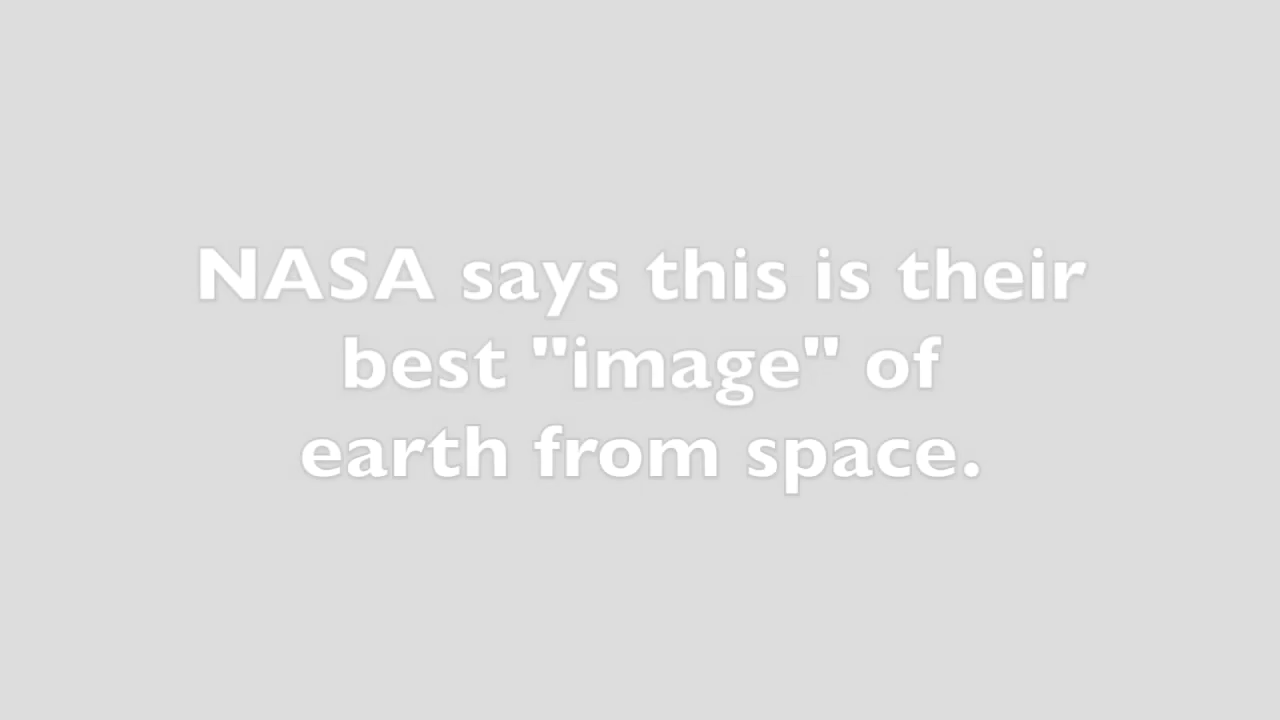 NASA says this is their
best "image" of
earth from space.